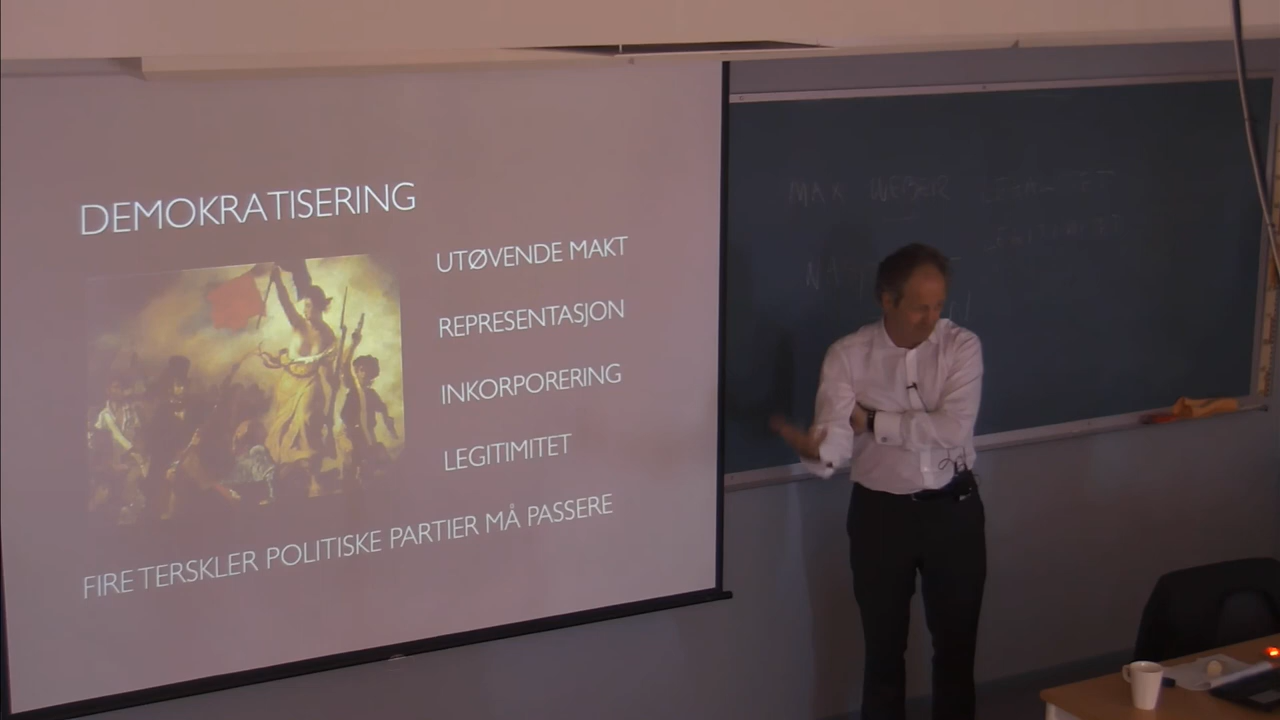 DEMOKRATISERING
UTØVENDE MAKT
REPRESENTASJON
INKORPORERING
LEGITIMITET
FIRE TERSKLER POLITISKE PARTIER MÅ PASSERE
MAX WEBER